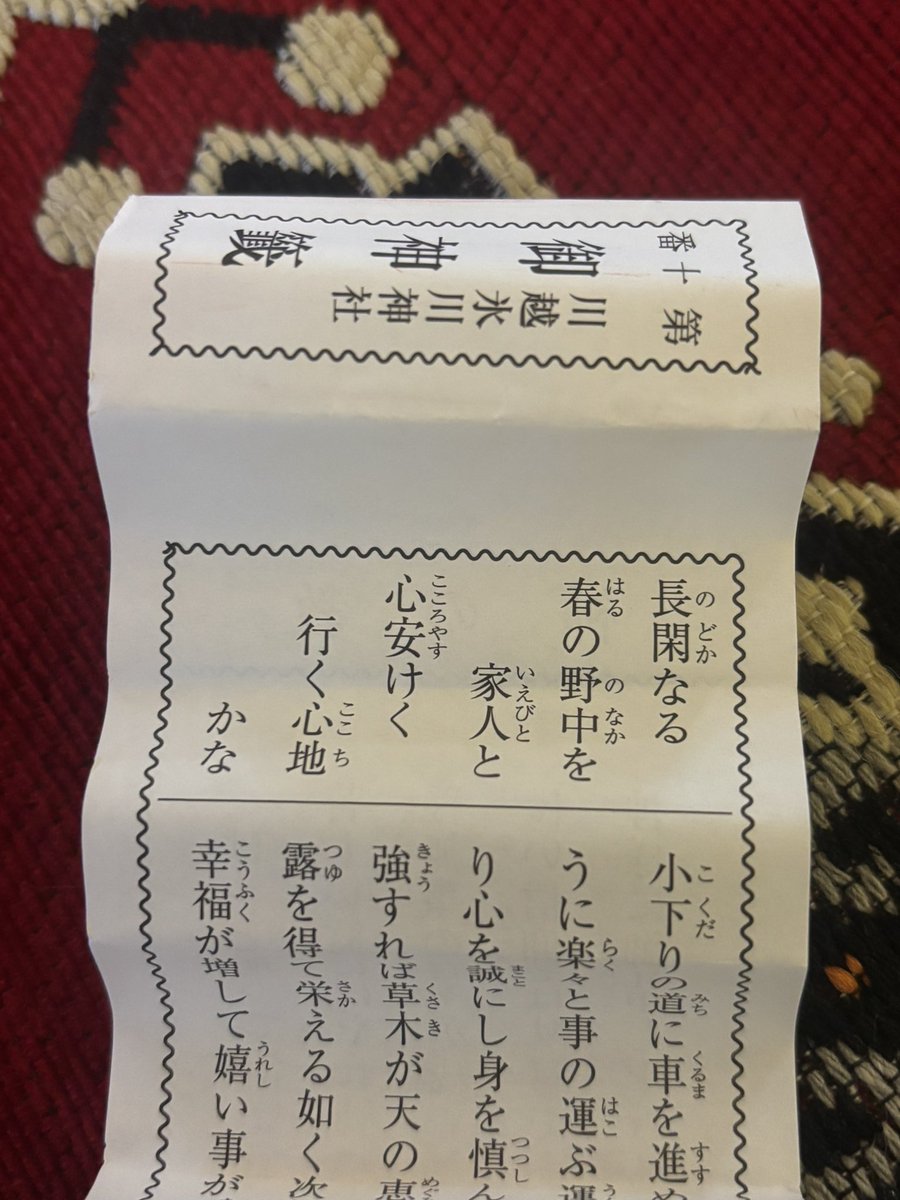 第十番
御神籤
川越氷川神社
長閑なる
春の野中を
家人と
心安けく
行く心地
かな
小下りの道に車を進め
うに楽々と事の運ぶ運
り心を誠にし身を慎ん
強すれば草木が天の恵
露を得て栄える如く次
幸福が増して嬉い事が